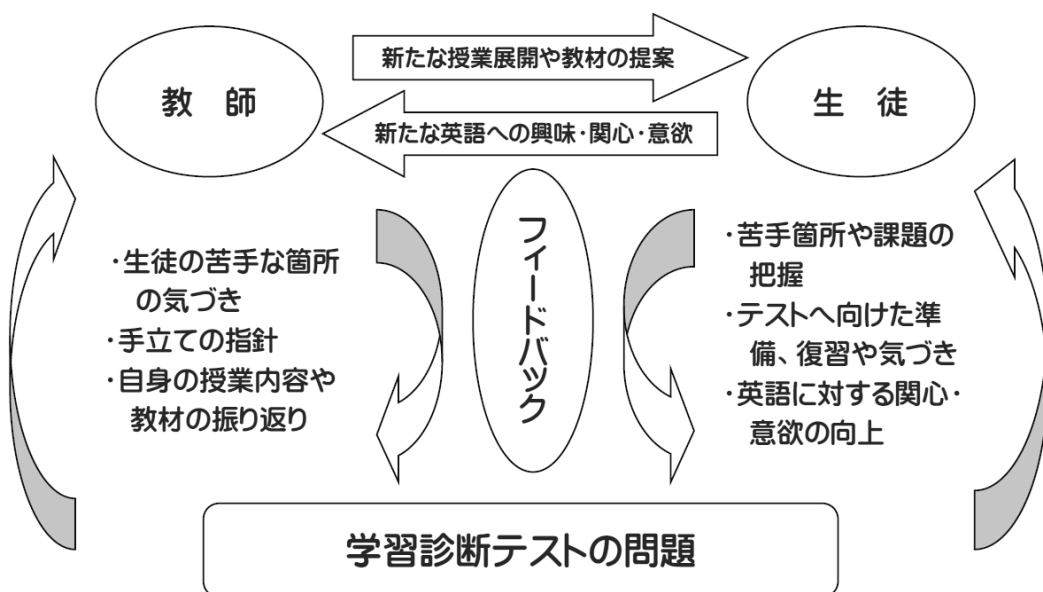 新たな授業展開や教材の提案
教　師
生　徒
新たな英語への興味・関心・意欲
フィードバック
・生徒の苦手な箇所
の気づき
・手立ての指針
・自身の授業内容や
教材の振り返り
・苦手箇所や課題の
把握
・テストへ向けた準
備、復習や気づき
・英語に対する関心・
意欲の向上
学習診断テストの問題